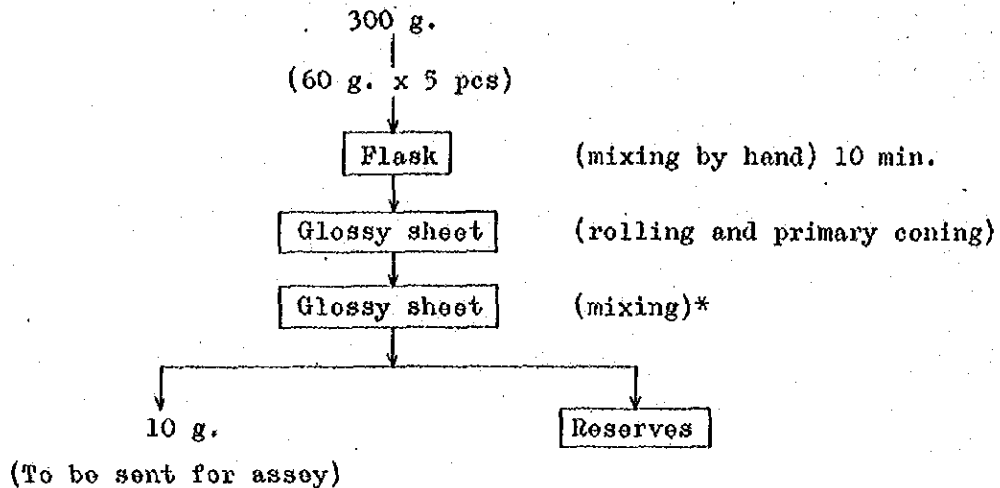 300 g.
(60 g. x 5 pcs)
Flask (mixing by hand) 10 min.
Glossy sheet (rolling and primary coning)
Glossy sheet (mixing)*
10 g. Reserves
(To be sent for assay)